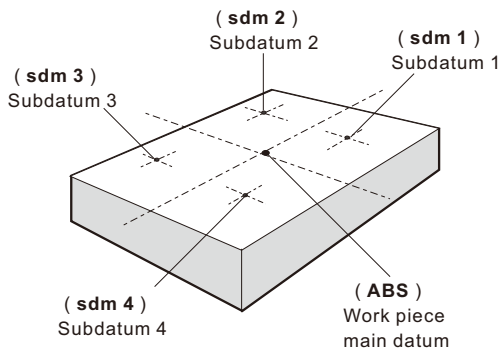 ( sdm 2 )
Subdatum 2
( sdm 1 )
Subdatum 1
( sdm 3 )
Subdatum 3
( sdm 4 )
Subdatum 4
( ABS )
Work piece
main datum